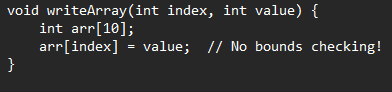 void writeArray(int index, int value) {
    int arr[10];
    arr[index] = value;  // No bounds checking!
}